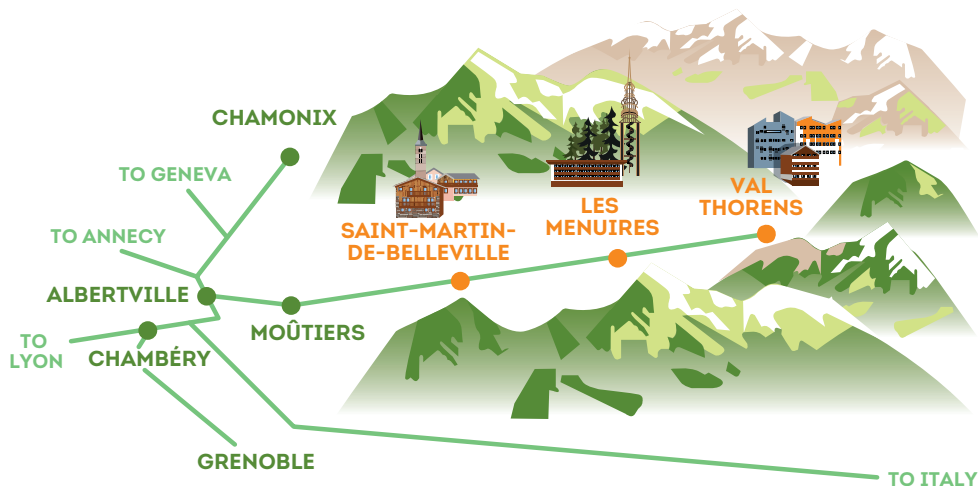 CHAMONIX
TO GENEVA
TO ANNECY
ALBERTVILLE
TO
LYON
CHAMBÉRY
MOÛTIERS
GRENOBLE
SAINT-MARTIN-
DE-BELLEVILLE
LES
MENUIRES
VAL
THORENS
TO ITALY